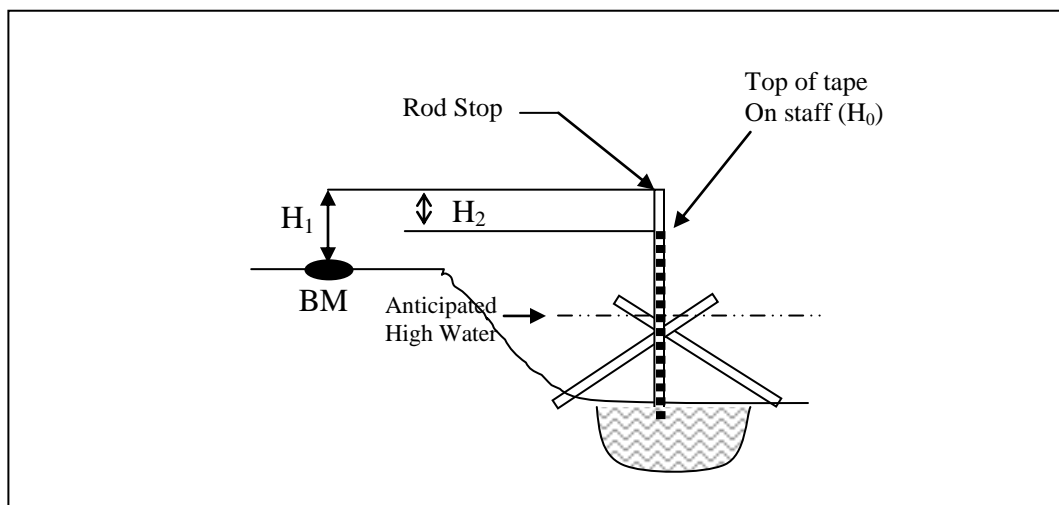 Top of tape
On staff (H₀)
Rod Stop
H₁
H₂
BM
Anticipated
High Water